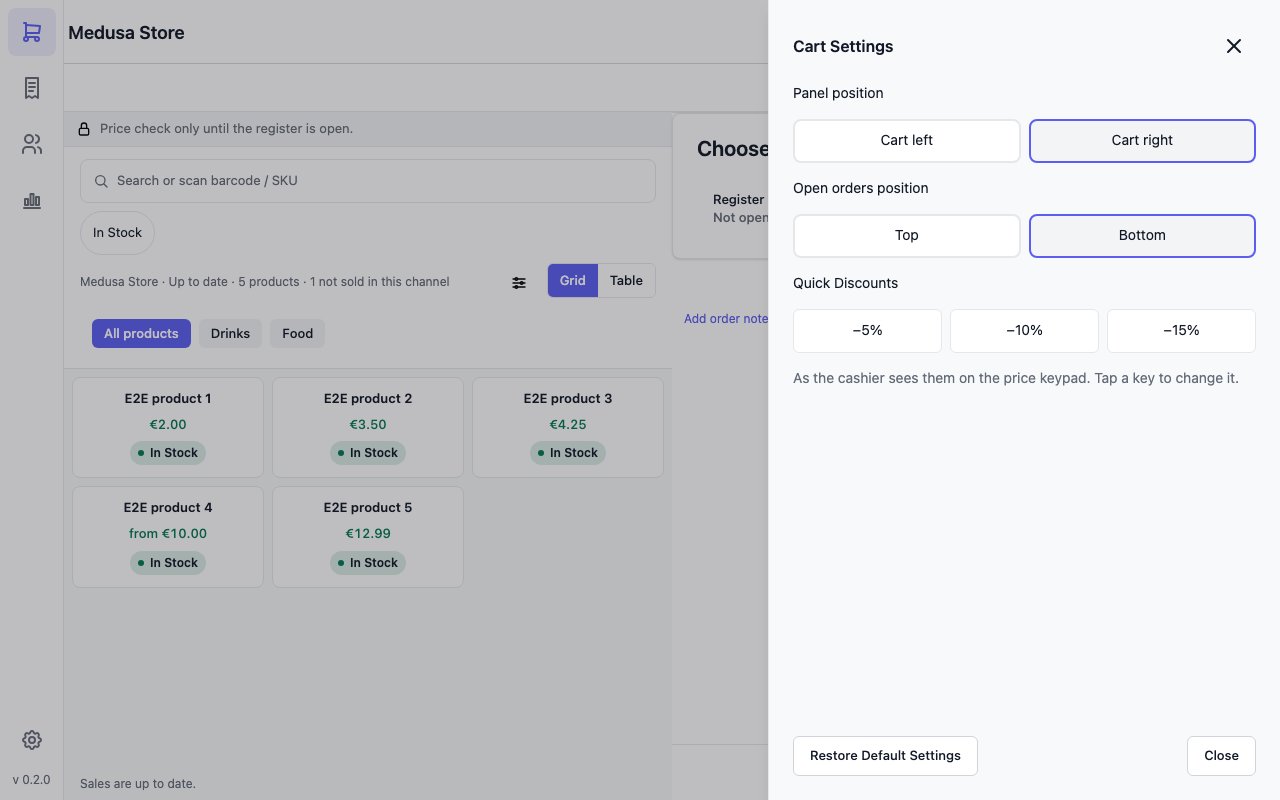 Medusa Store
Price check only until the register is open.
Search or scan barcode / SKU
In Stock
Medusa Store · Up to date · 5 products · 1 not sold in this channel
Grid
Table
All products
Drinks
Food
E2E product 1
€2.00
In Stock
E2E product 2
€3.50
In Stock
E2E product 3
€4.25
In Stock
E2E product 4
from €10.00
In Stock
E2E product 5
€12.99
In Stock
v 0.2.0
Sales are up to date.
Choose
Register
Not open
Add order note
Cart Settings
Panel position
Cart left
Cart right
Open orders position
Top
Bottom
Quick Discounts
−5%
−10%
−15%
As the cashier sees them on the price keypad. Tap a key to change it.
Restore Default Settings
Close